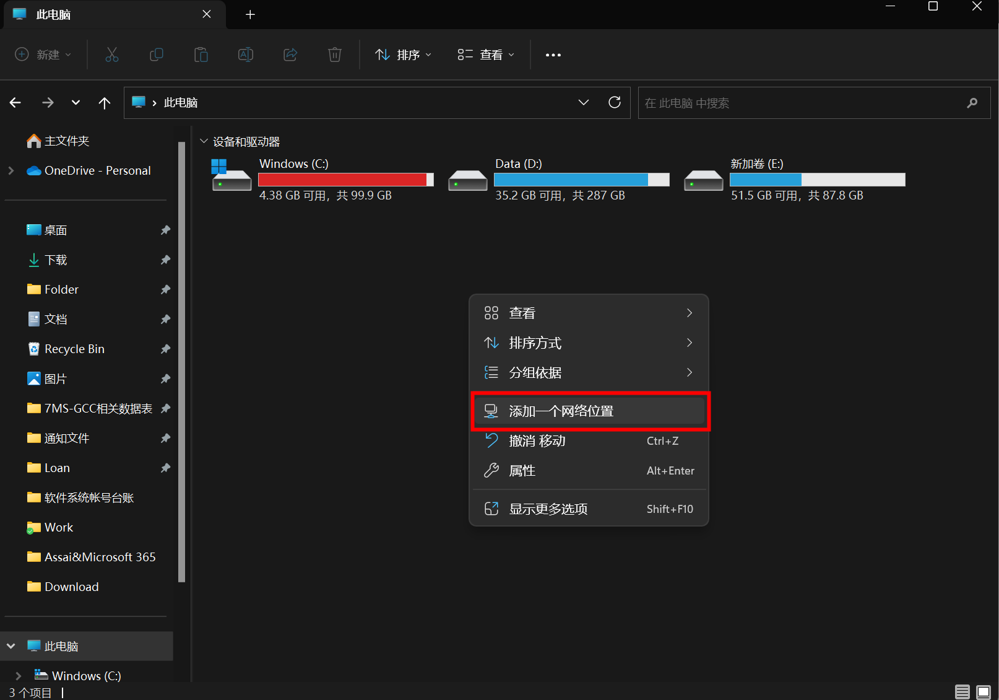 此电脑
新建
排序
查看
此电脑
在 此电脑 中搜索
主文件夹
OneDrive - Personal
桌面
下载
Folder
文档
Recycle Bin
图片
7MS-GCC相关数据表
通知文件
Loan
软件系统帐号台账
Work
Assai&Microsoft 365
Download
此电脑
Windows (C:)
设备和驱动器
Windows (C:)
4.38 GB 可用，共 99.9 GB
Data (D:)
35.2 GB 可用，共 287 GB
新加卷 (E:)
51.5 GB 可用，共 87.8 GB
查看
排序方式
分组依据
添加一个网络位置
撤消 移动 Ctrl+Z
属性 Alt+Enter
显示更多选项 Shift+F10
3 个项目